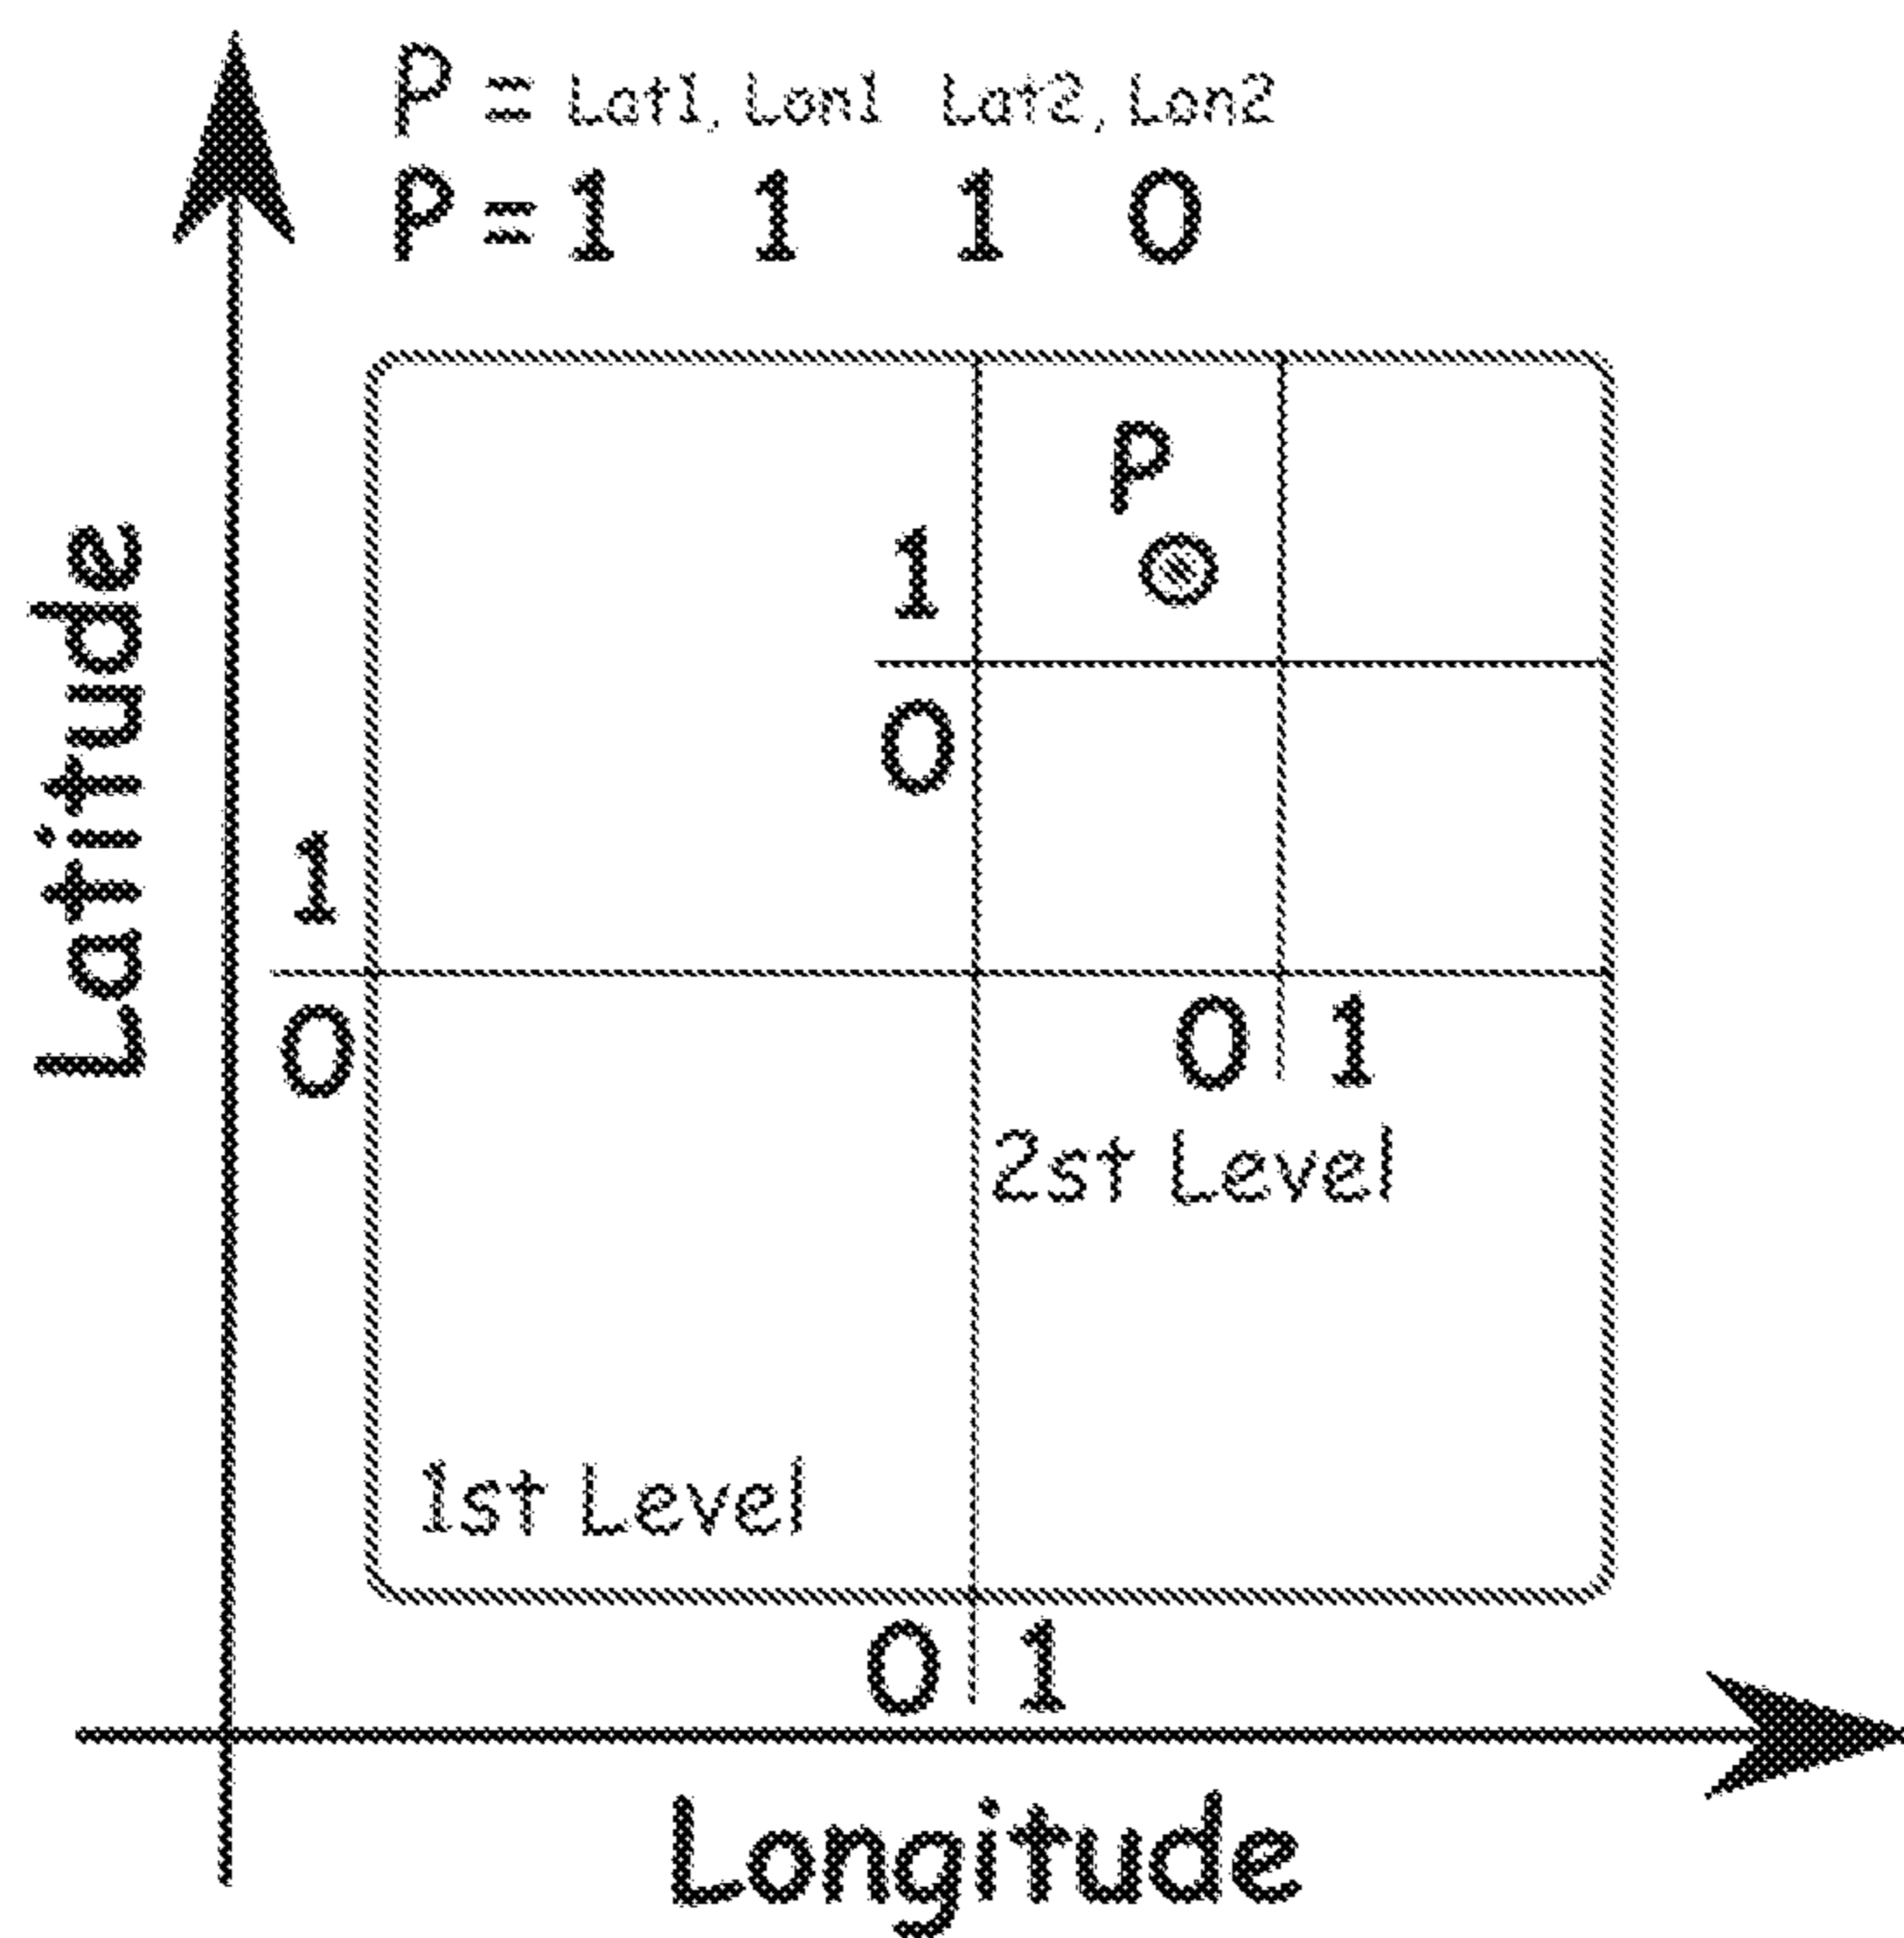 P = Lat1, Lon1 Lat2, Lon2
P = 1 1 1 0
P
1
0
1
0
0 1
2st Level
1st Level
0 1
Latitude
Longitude